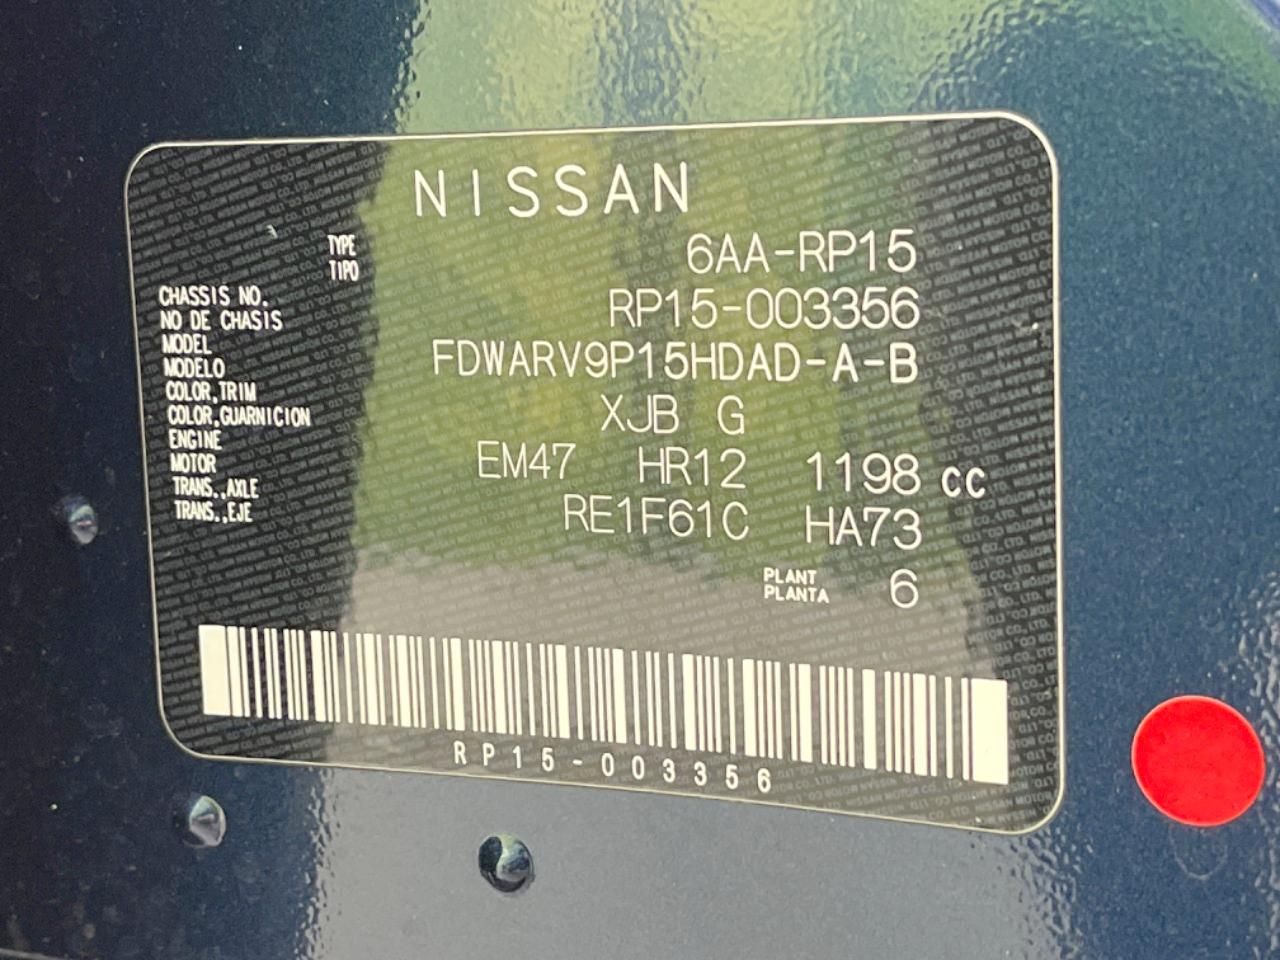 NISSAN
TYPE
TIPO
6AA-RP15
CHASSIS NO.
NO DE CHASIS
RP15-003356
MODEL
MODELO
FDWARV9P15HDAD-A-B
COLOR,TRIM
COLOR,GUARNICION
XJB G
ENGINE
MOTOR
EM47 HR12 1198 CC
TRANS.,AXLE
TRANS.,EJE
RE1F61C HA73
PLANT
PLANTA
6
RP15-003356